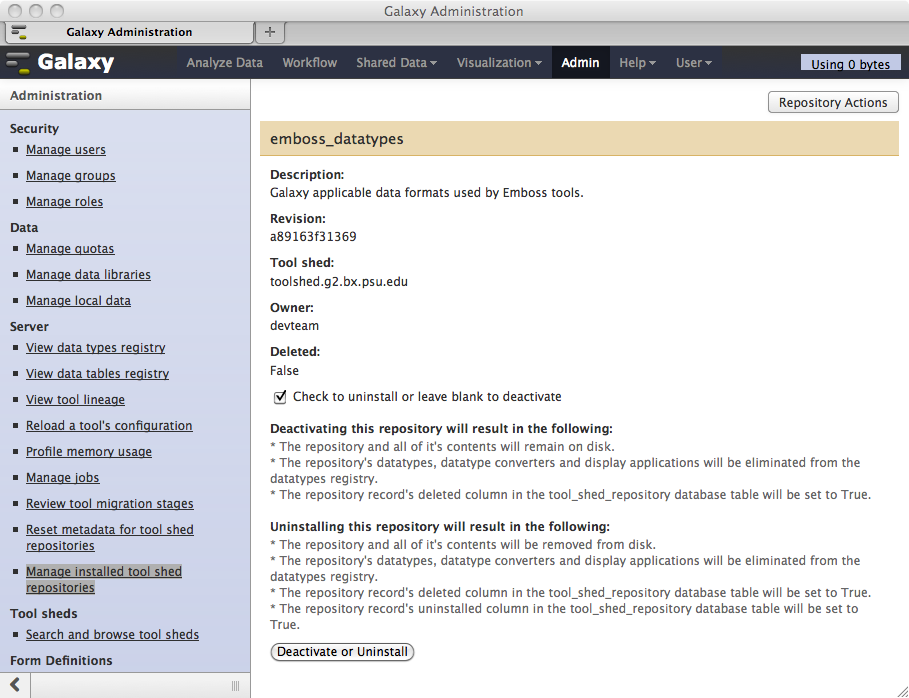 Galaxy Administration
Galaxy Administration
+
Galaxy
Analyze Data Workflow Shared Data Visualization Admin Help User
Using 0 bytes
Administration
Security
Manage users
Manage groups
Manage roles
Data
Manage quotas
Manage data libraries
Manage local data
Server
View data types registry
View data tables registry
View tool lineage
Reload a tool's configuration
Profile memory usage
Manage jobs
Review tool migration stages
Reset metadata for tool shed
repositories
Manage installed tool shed
repositories
Tool sheds
Search and browse tool sheds
Form Definitions
Repository Actions
emboss_datatypes
Description:
Galaxy applicable data formats used by Emboss tools.
Revision:
a89163f31369
Tool shed:
toolshed.g2.bx.psu.edu
Owner:
devteam
Deleted:
False
Check to uninstall or leave blank to deactivate
Deactivating this repository will result in the following:
* The repository and all of it's contents will remain on disk.
* The repository's datatypes, datatype converters and display applications will be eliminated from the
datatypes registry.
* The repository record's deleted column in the tool_shed_repository database table will be set to True.
Uninstalling this repository will result in the following:
* The repository and all of it's contents will be removed from disk.
* The repository's datatypes, datatype converters and display applications will be eliminated from the
datatypes registry.
* The repository record's deleted column in the tool_shed_repository database table will be set to True.
* The repository record's uninstalled column in the tool_shed_repository database table will be set to
True.
Deactivate or Uninstall